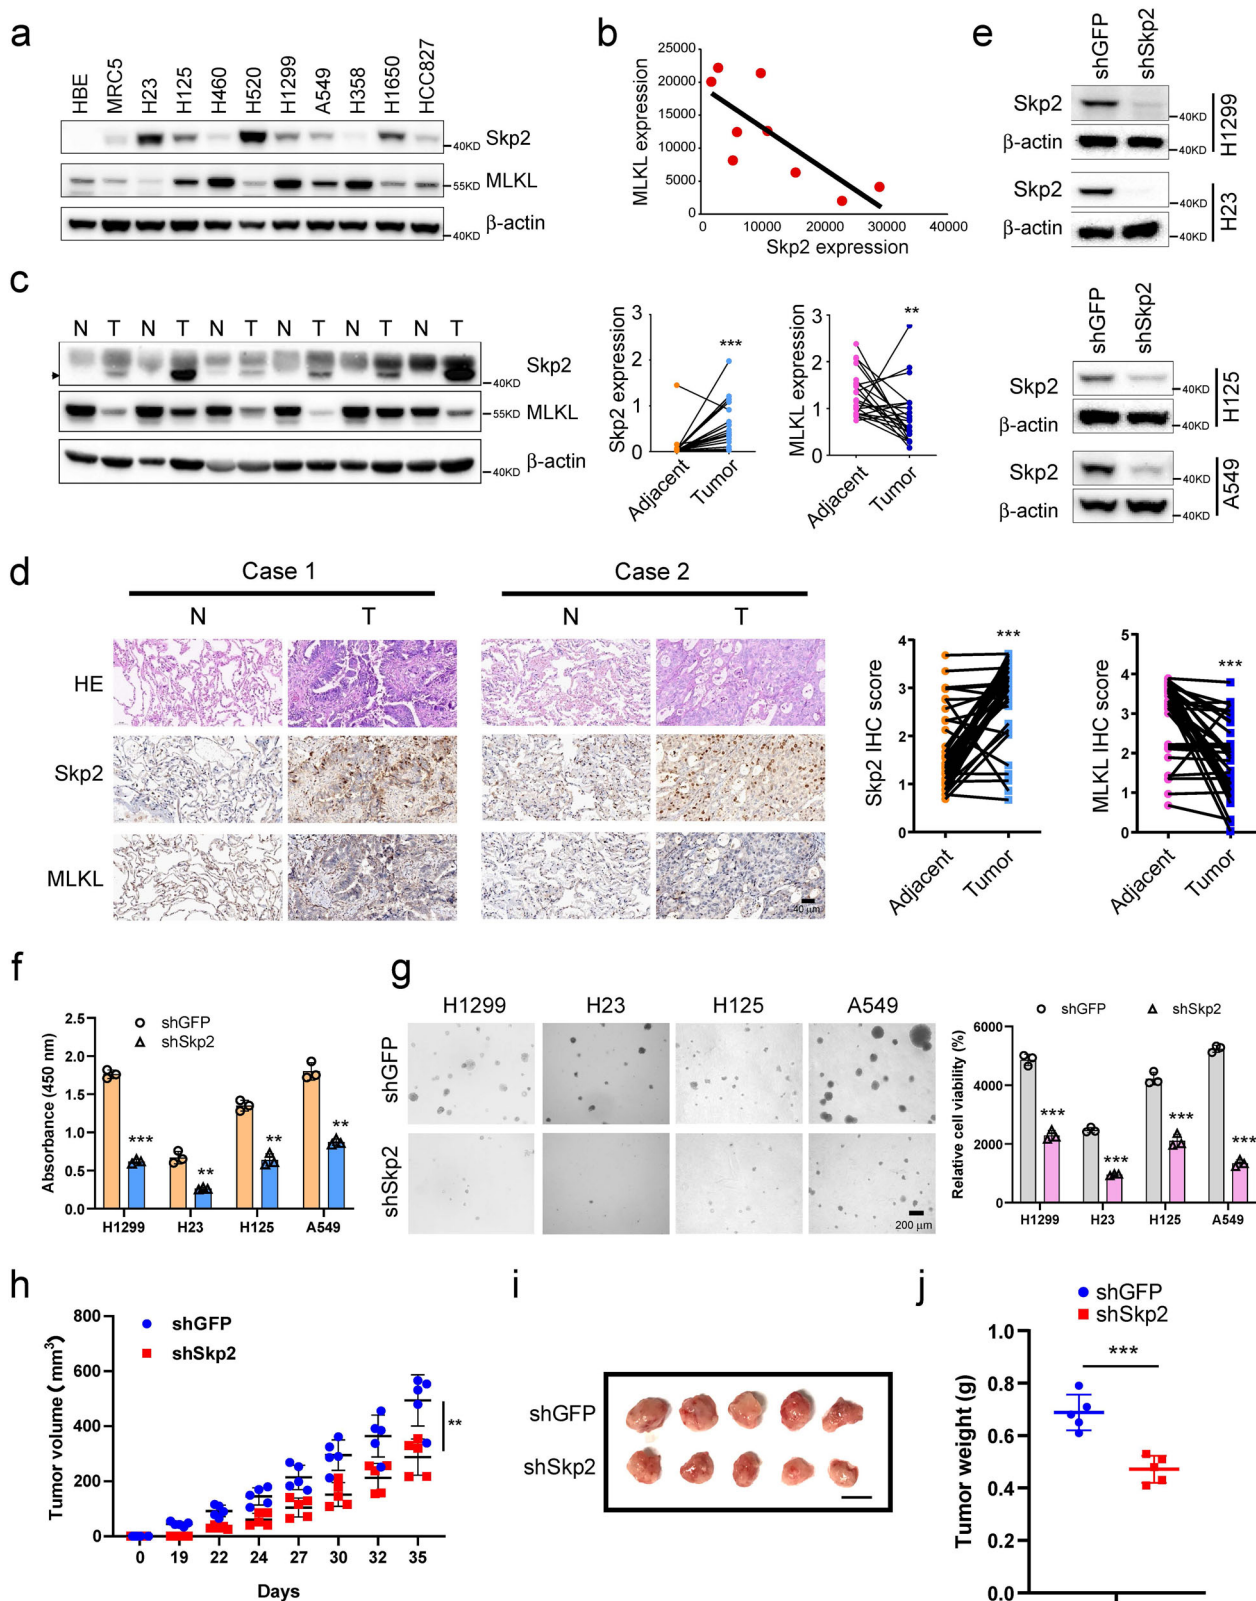 a
HBE MRC5 H23 H125 H460 H520 H1299 A549 H358 H1650 HCC827
Skp2
40KD
MLKL
55KD
β-actin
40KD
b
MLKL expression
25000
20000
15000
10000
5000
0
0 10000 20000 30000 40000
Skp2 expression
c
N T N T N T N T N T N T
Skp2
40KD
MLKL
55KD
β-actin
40KD
Skp2 expression
3
2
1
0
***
Adjacent Tumor
MLKL expression
3
2
1
0
**
Adjacent Tumor
e
shGFP shSkp2
Skp2 40KD
β-actin 40KD
H1299
Skp2 40KD
β-actin 40KD
H23
shGFP shSkp2
Skp2 40KD
β-actin 40KD
H125
Skp2 40KD
β-actin 40KD
A549
d
Case 1 Case 2
N T N T
HE
Skp2
MLKL
40 μm
Skp2 IHC score
4
3
2
1
0
***
Adjacent Tumor
MLKL IHC score
5
4
3
2
1
0
***
Adjacent Tumor
f
Absorbance (450 nm)
2.5
2.0
1.5
1.0
0.5
0.0
shGFP
shSkp2
*** ** ** **
H1299 H23 H125 A549
g
H1299 H23 H125 A549
shGFP
shSkp2
200 μm
shGFP shSkp2
Relative cell viability (%)
6000
4000
2000
0
*** *** *** ***
H1299 H23 H125 A549
h
Tumor volume (mm³)
800
600
400
200
0
shGFP
shSkp2
**
0 19 22 24 27 30 32 35
Days
i
shGFP
shSkp2
j
shGFP
shSkp2
Tumor weight (g)
1.0
0.8
0.6
0.4
0.2
0.0
***